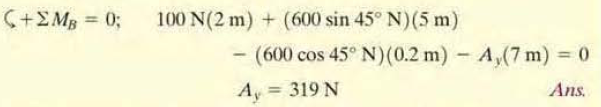 ↺+ΣM_B = 0; 100 N(2 m) + (600 sin 45° N)(5 m)
− (600 cos 45° N)(0.2 m) − A_y(7 m) = 0
A_y = 319 N Ans.